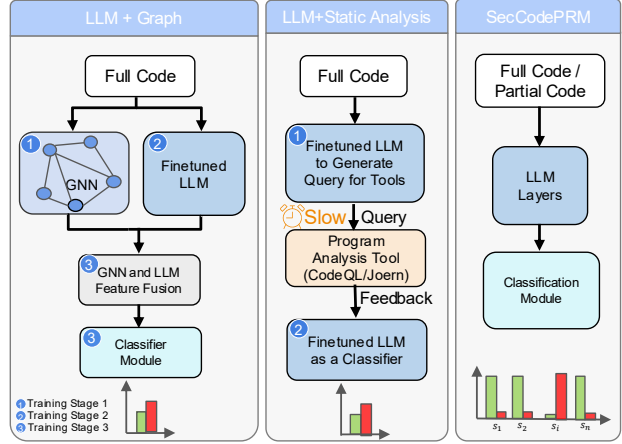 LLM + Graph
Full Code
1
GNN
2
Finetuned
LLM
3
GNN and LLM
Feature Fusion
3
Classifier
Module
1 Training Stage 1
2 Training Stage 2
3 Training Stage 3
LLM+Static Analysis
Full Code
1
Finetuned LLM
to Generate
Query for Tools
Slow Query
Program
Analysis Tool
(CodeQL/Joern)
Feedback
2
Finetuned LLM
as a Classifier
SecCodePRM
Full Code /
Partial Code
LLM
Layers
Classification
Module
s₁ s₂ sᵢ sₙ